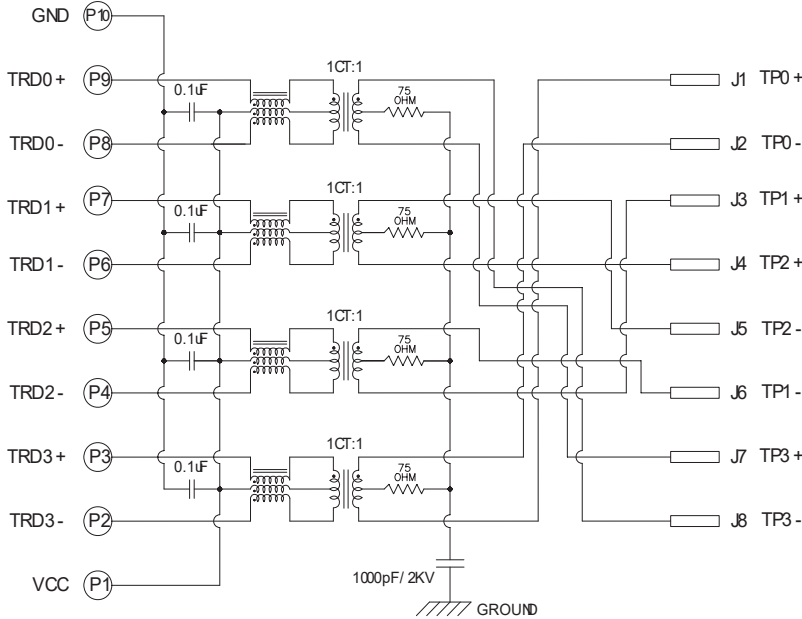 GND P10
1CT:1
TRD0+ P9 0.1uF 75 OHM J1 TP0+
TRD0- P8 J2 TP0-
1CT:1
TRD1+ P7 0.1uF 75 OHM J3 TP1+
TRD1- P6 J4 TP2+
1CT:1
TRD2+ P5 0.1uF 75 OHM J5 TP2-
TRD2- P4 J6 TP1-
1CT:1
TRD3+ P3 0.1uF 75 OHM J7 TP3+
TRD3- P2 J8 TP3-
VCC P1 1000pF/2KV
GROUND